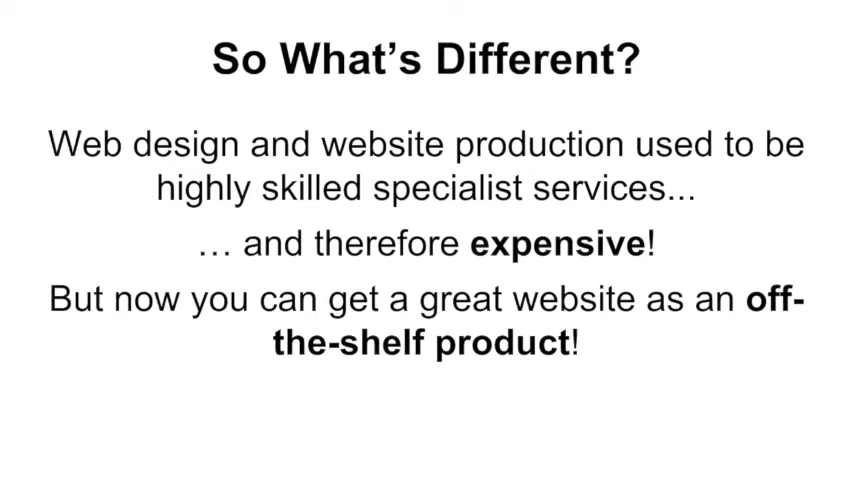 So What’s Different?
Web design and website production used to be
highly skilled specialist services...
… and therefore expensive!
But now you can get a great website as an off-
the-shelf product!